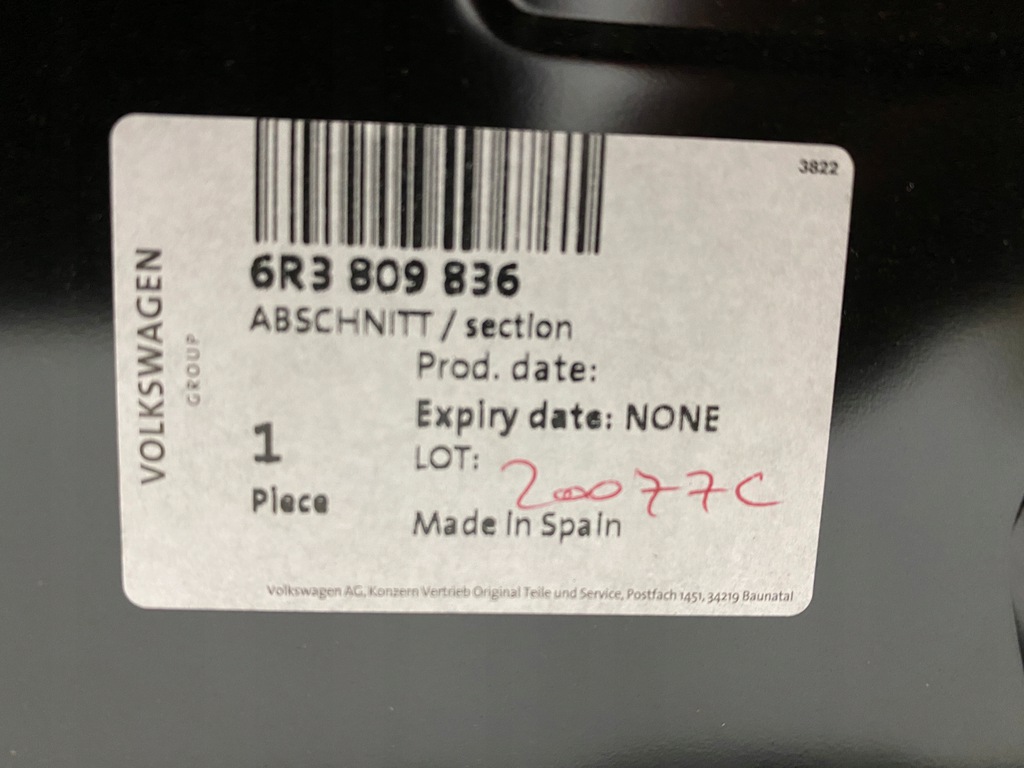 3822
VOLKSWAGEN
GROUP
6R3 809 836
ABSCHNITT / section
Prod. date:
Expiry date: NONE
1
Piece
LOT:
20077C
Made in Spain
Volkswagen AG, Konzern Vertrieb Original Teile und Service, Postfach 1451, 34219 Baunatal